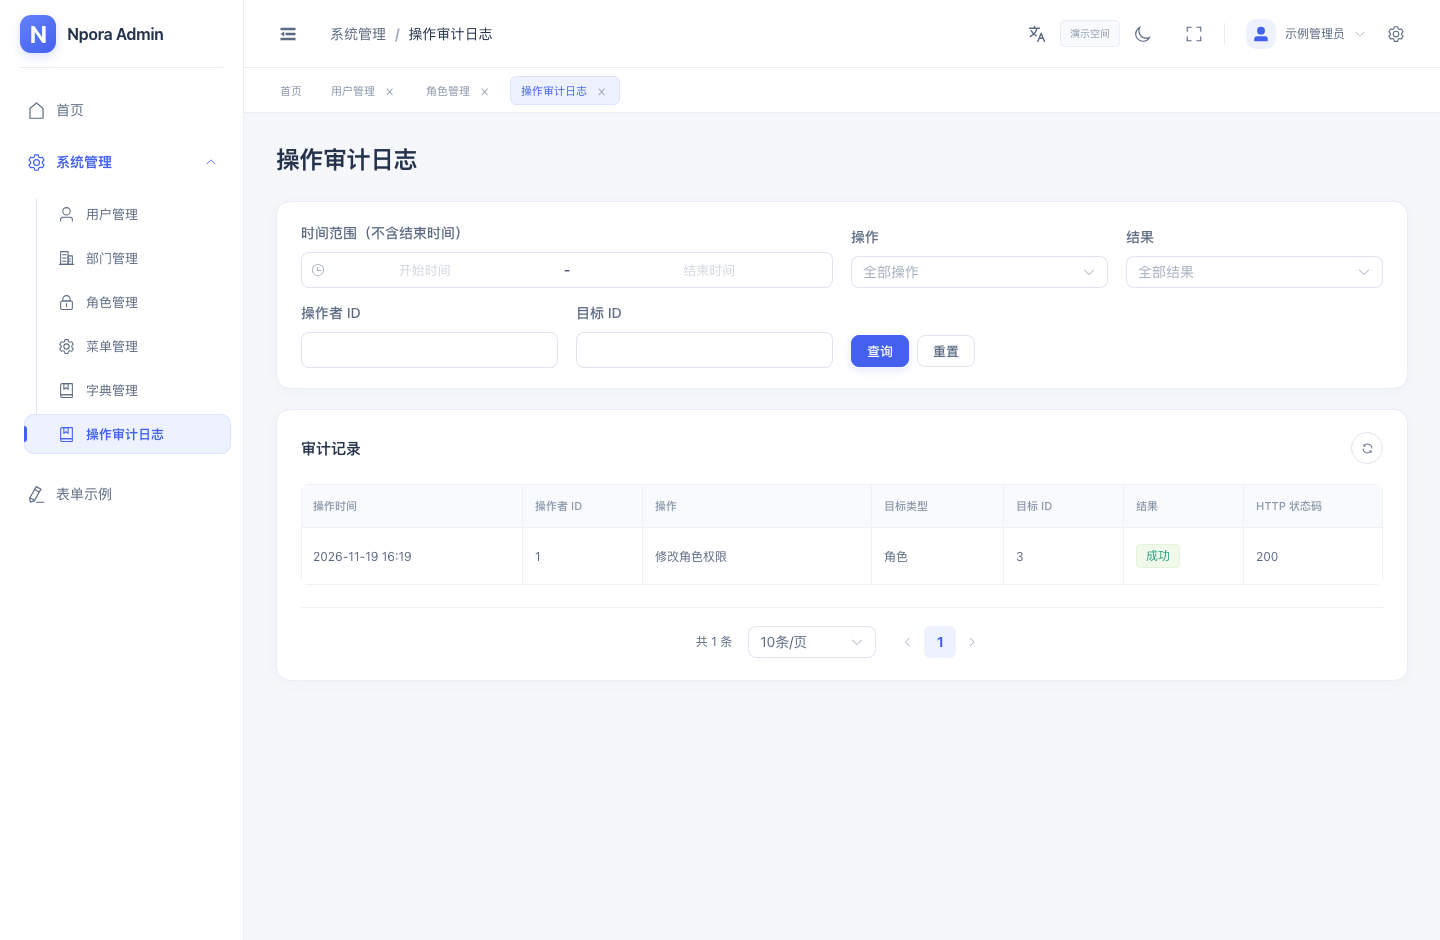 N Npora Admin
首页
系统管理
用户管理
部门管理
角色管理
菜单管理
字典管理
操作审计日志
表单示例
系统管理 / 操作审计日志
演示空间
示例管理员
首页 用户管理 角色管理 操作审计日志
操作审计日志
时间范围（不含结束时间） 操作 结果
开始时间 - 结束时间 全部操作 全部结果
操作者 ID 目标 ID
查询 重置
审计记录
操作时间 操作者 ID 操作 目标类型 目标 ID 结果 HTTP 状态码
2026-11-19 16:19 1 修改角色权限 角色 3 成功 200
共 1 条 10条/页 1